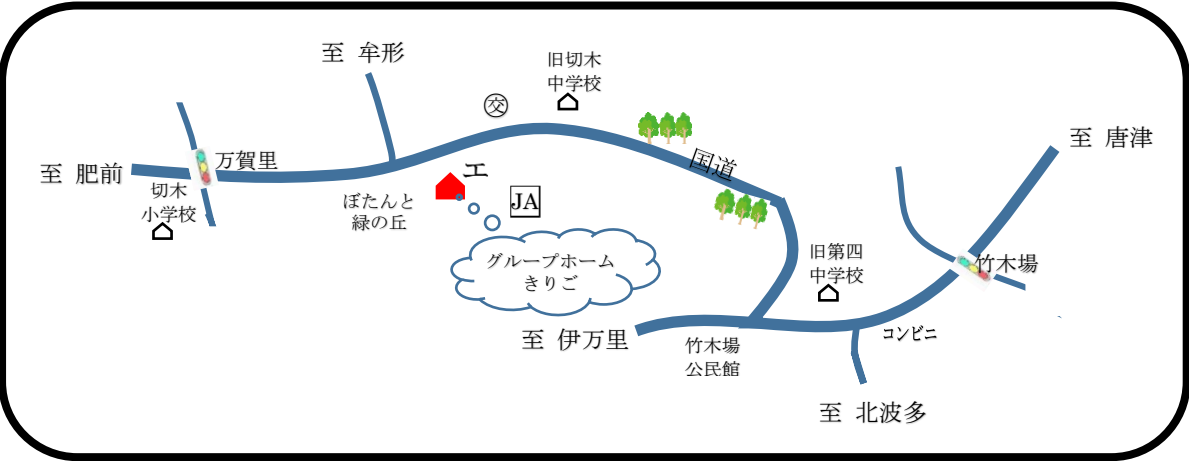 至 牟形
旧切木
中学校
㊋
至 唐津
国道
万賀里
至 肥前
エ
切木
小学校
JA
ぼたんと
緑の丘
グループホーム
きりご
旧第四
中学校
竹木場
至 伊万里
コンビニ
竹木場
公民館
至 北波多